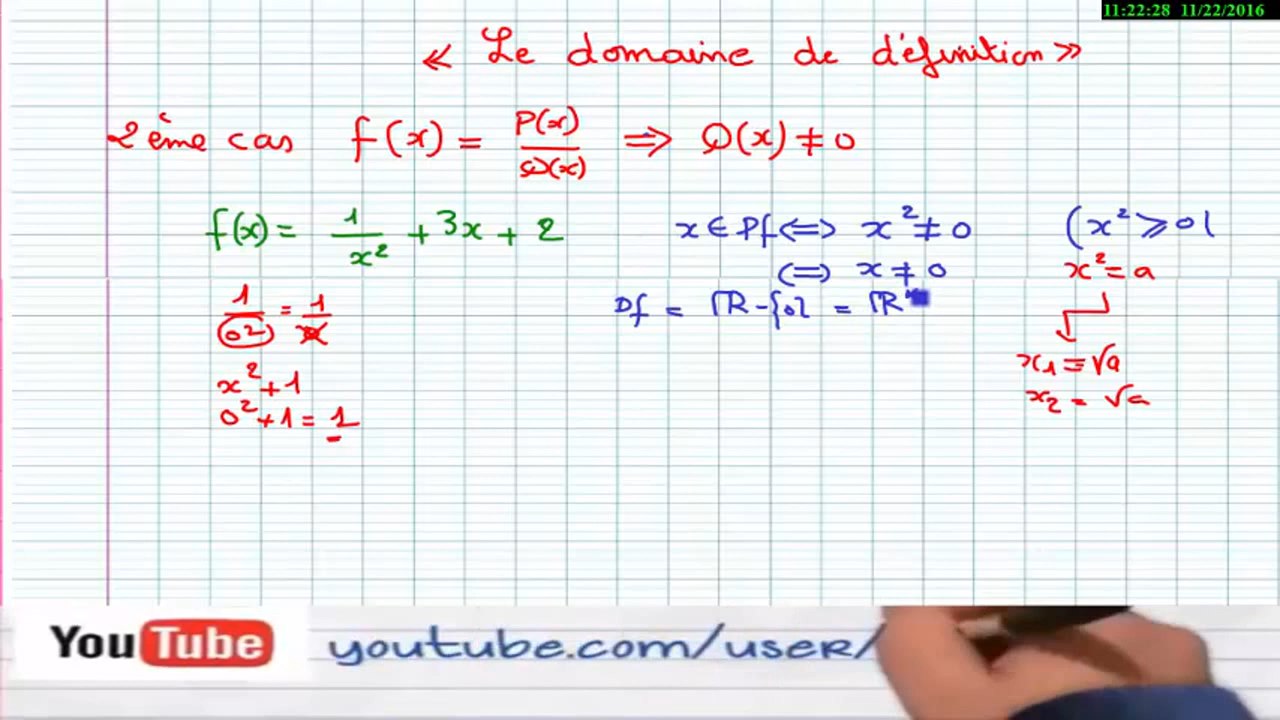 11:22:28 11/22/2016
« Le domaine de définition »
2ème cas f(x) = P(x)/Q(x) ⇒ Q(x) ≠ 0
f(x) = 1/x² + 3x + 2
x ∈ Df ⇔ x² ≠ 0
(x² ≥ 0)
⇔ x ≠ 0
x² = a
1/0² = 1/0
Df = ℝ - {0} = ℝ*
x1 = √a
x2 = √a
x² + 1
0² + 1 = 1
YouTube
youtube.com/user/